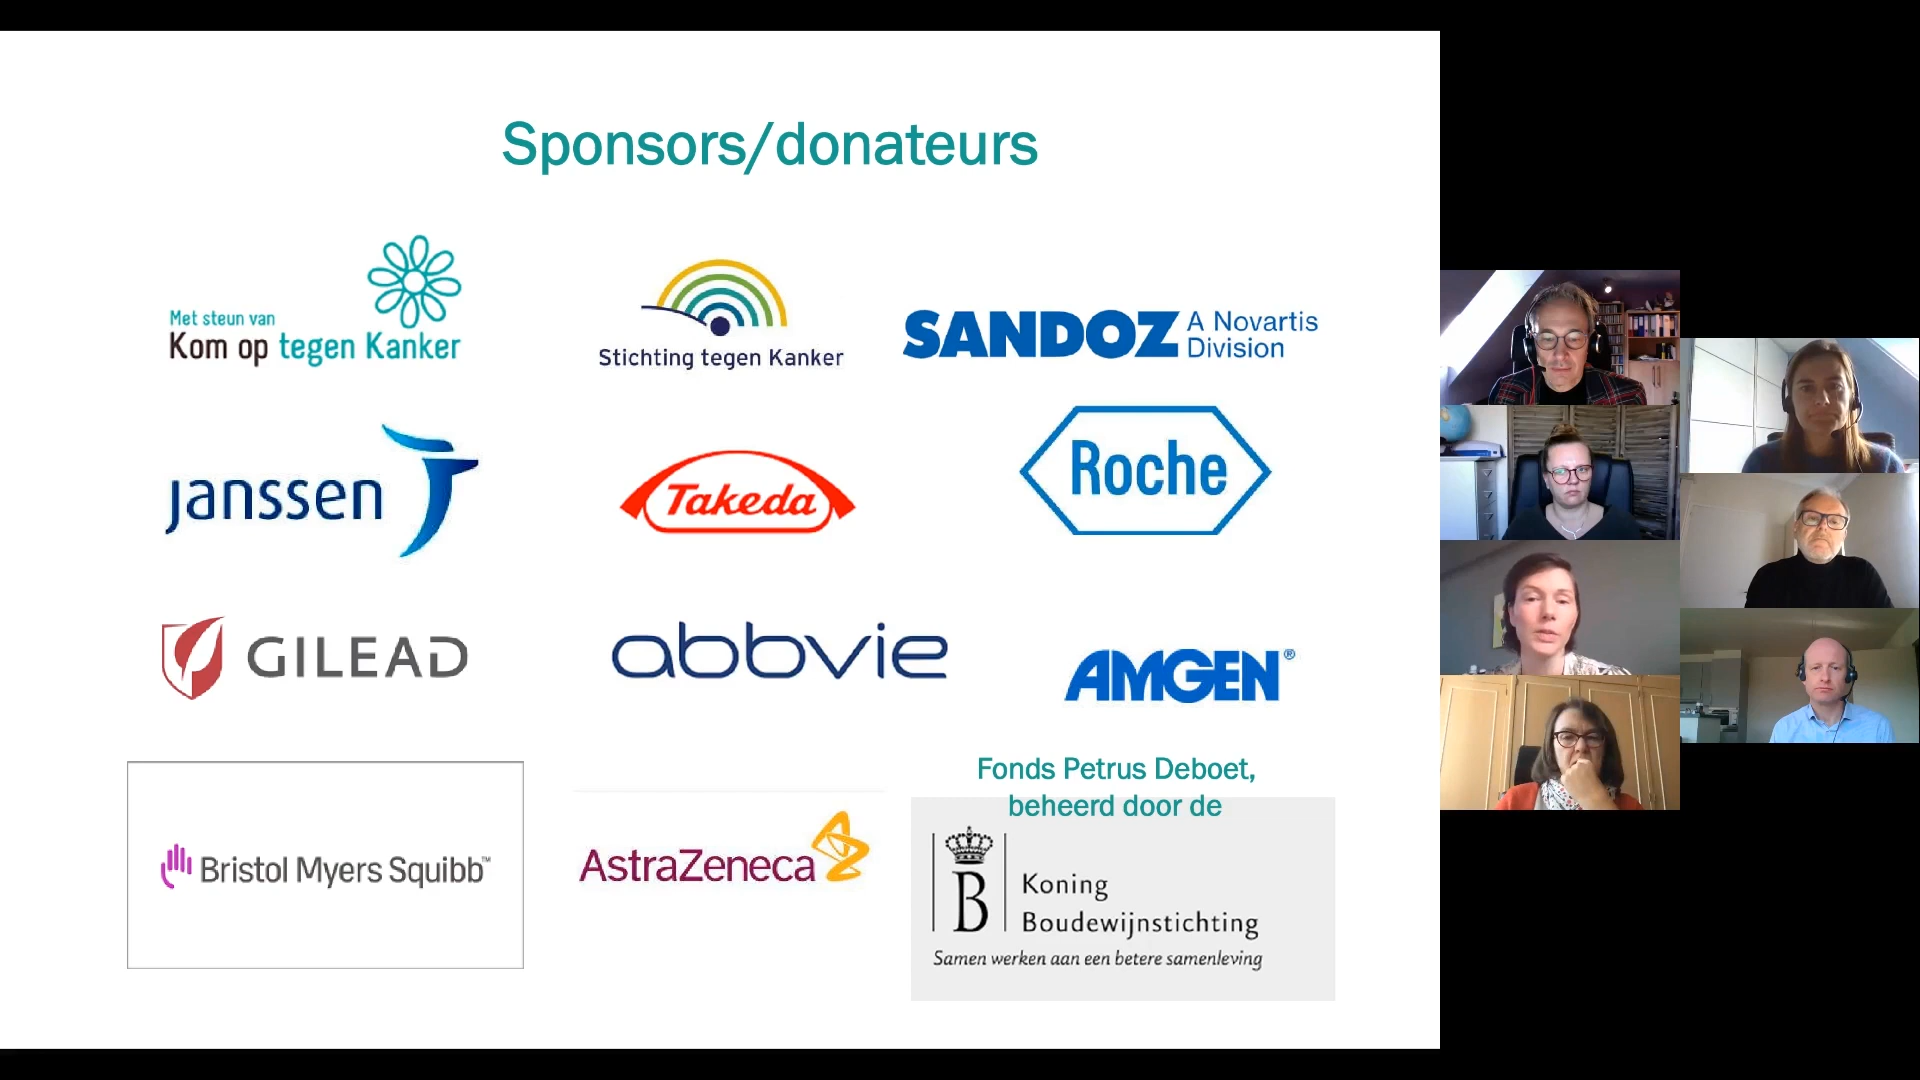 Sponsors/donateurs
Met steun van
Kom op tegen Kanker
Stichting tegen Kanker
SANDOZ A Novartis
Division
janssen
Takeda
Roche
GILEAD
abbvie
AMGEN®
Bristol Myers Squibb™
AstraZeneca
Fonds Petrus Deboet,
beheerd door de
B
Koning
Boudewijnstichting
Samen werken aan een betere samenleving